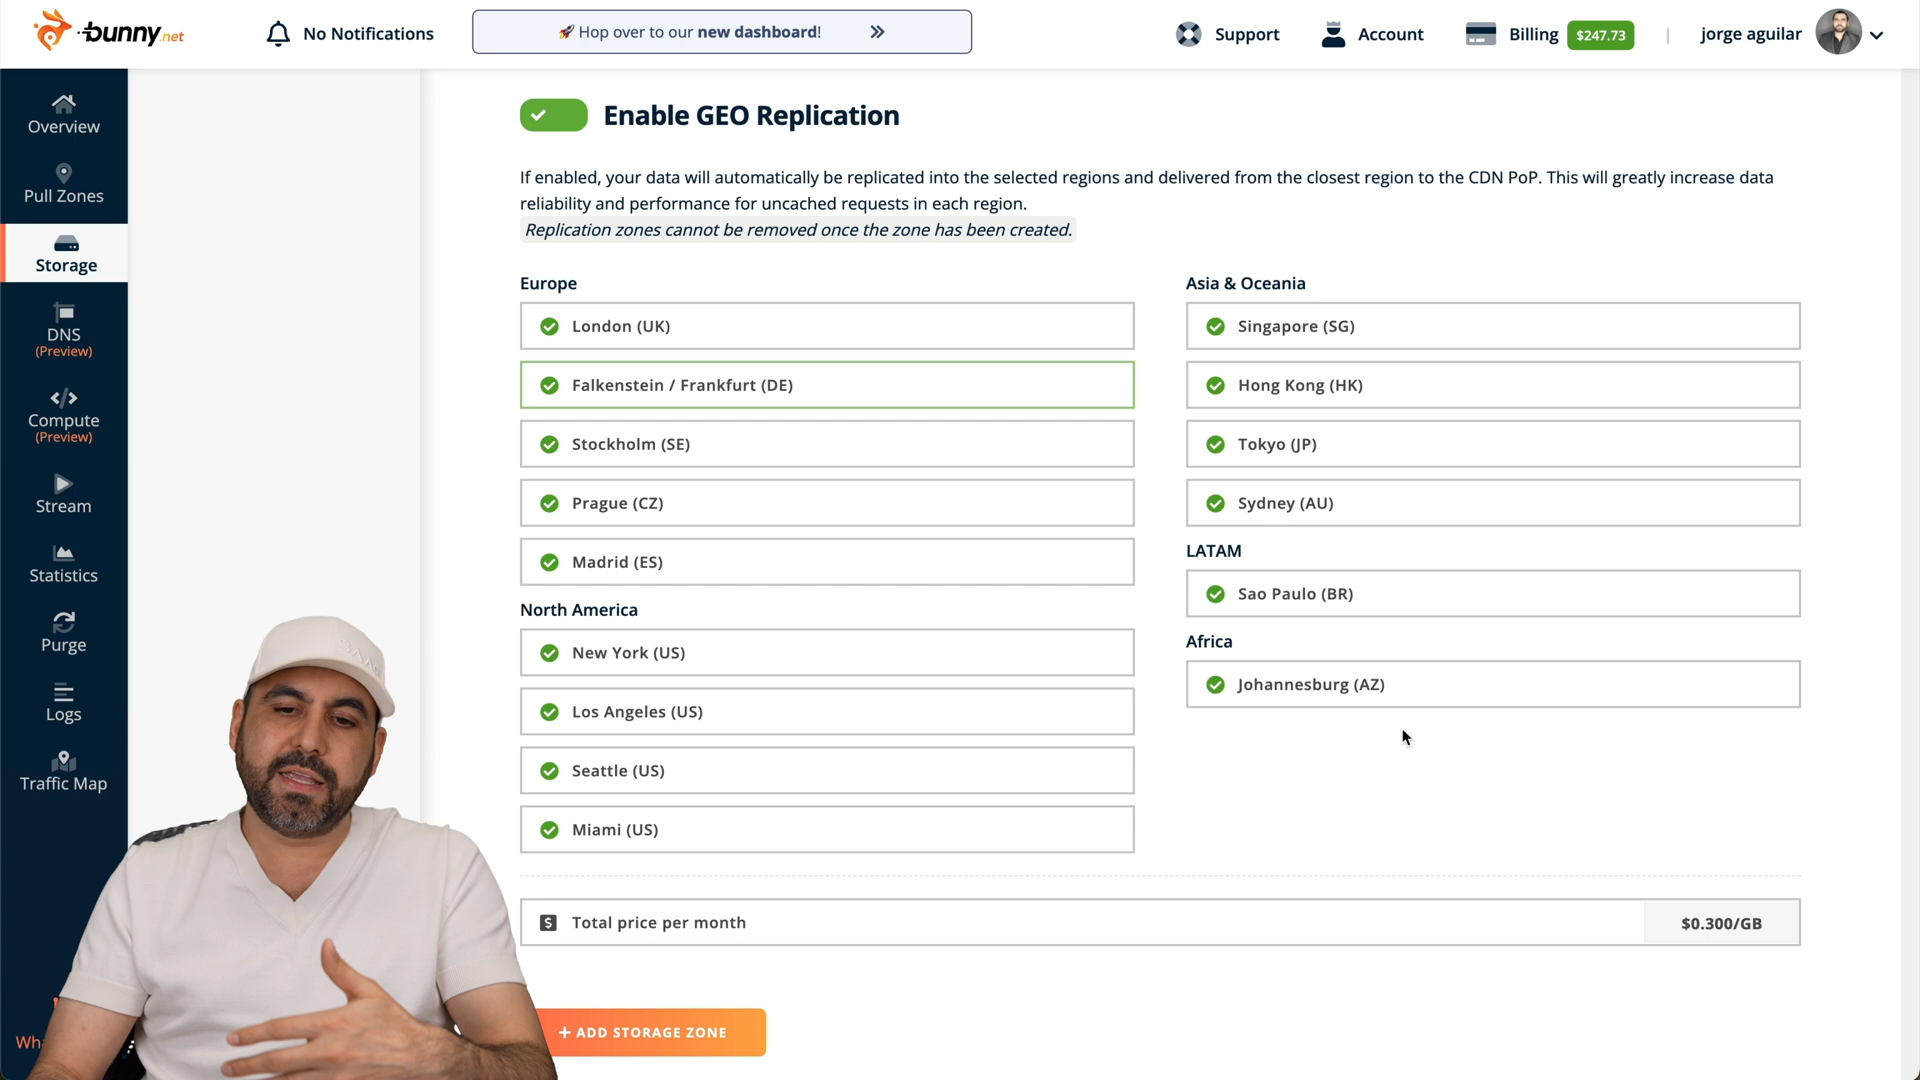 bunny.net
No Notifications
🚀 Hop over to our new dashboard!
Support
Account
Billing
$247.73
jorge aguilar
Overview
Pull Zones
Storage
DNS
(Preview)
Compute
(Preview)
Stream
Statistics
Purge
Logs
Traffic Map
Enable GEO Replication
If enabled, your data will automatically be replicated into the selected regions and delivered from the closest region to the CDN PoP. This will greatly increase data
reliability and performance for uncached requests in each region.
Replication zones cannot be removed once the zone has been created.
Europe
London (UK)
Falkenstein / Frankfurt (DE)
Stockholm (SE)
Prague (CZ)
Madrid (ES)
North America
New York (US)
Los Angeles (US)
Seattle (US)
Miami (US)
Asia & Oceania
Singapore (SG)
Hong Kong (HK)
Tokyo (JP)
Sydney (AU)
LATAM
Sao Paulo (BR)
Africa
Johannesburg (AZ)
Total price per month
$0.300/GB
+ ADD STORAGE ZONE